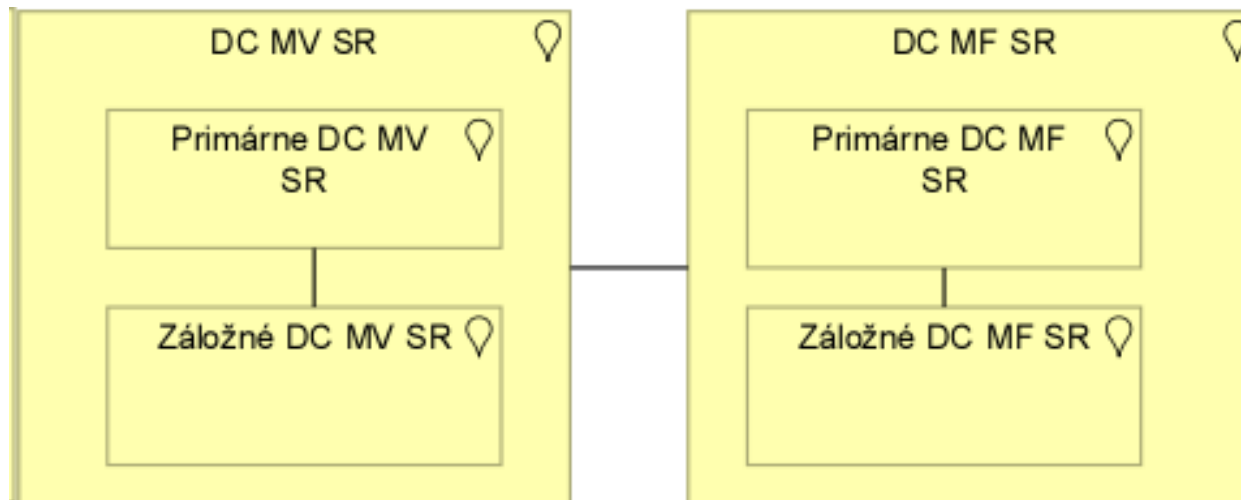 DC MV SR
Primárne DC MV
SR
Záložné DC MV SR
DC MF SR
Primárne DC MF
SR
Záložné DC MF SR